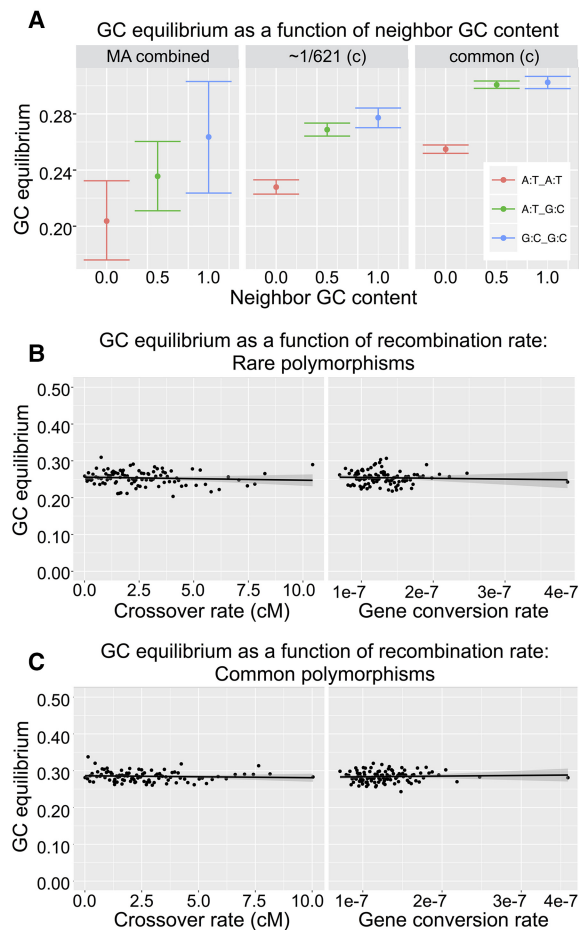 A
GC equilibrium as a function of neighbor GC content
MA combined
~1/621 (c)
common (c)
GC equilibrium
0.28
0.24
0.20
A:T_A:T
A:T_G:C
G:C_G:C
0.0 0.5 1.0
0.0 0.5 1.0
0.0 0.5 1.0
Neighbor GC content
B
GC equilibrium as a function of recombination rate:
Rare polymorphisms
GC equilibrium
0.50
0.40
0.30
0.20
0.10
0.00
0.0 2.5 5.0 7.5 10.0
1e-7 2e-7 3e-7 4e-7
Crossover rate (cM)
Gene conversion rate
C
GC equilibrium as a function of recombination rate:
Common polymorphisms
GC equilibrium
0.50
0.40
0.30
0.20
0.10
0.00
0.0 2.5 5.0 7.5 10.0
1e-7 2e-7 3e-7 4e-7
Crossover rate (cM)
Gene conversion rate